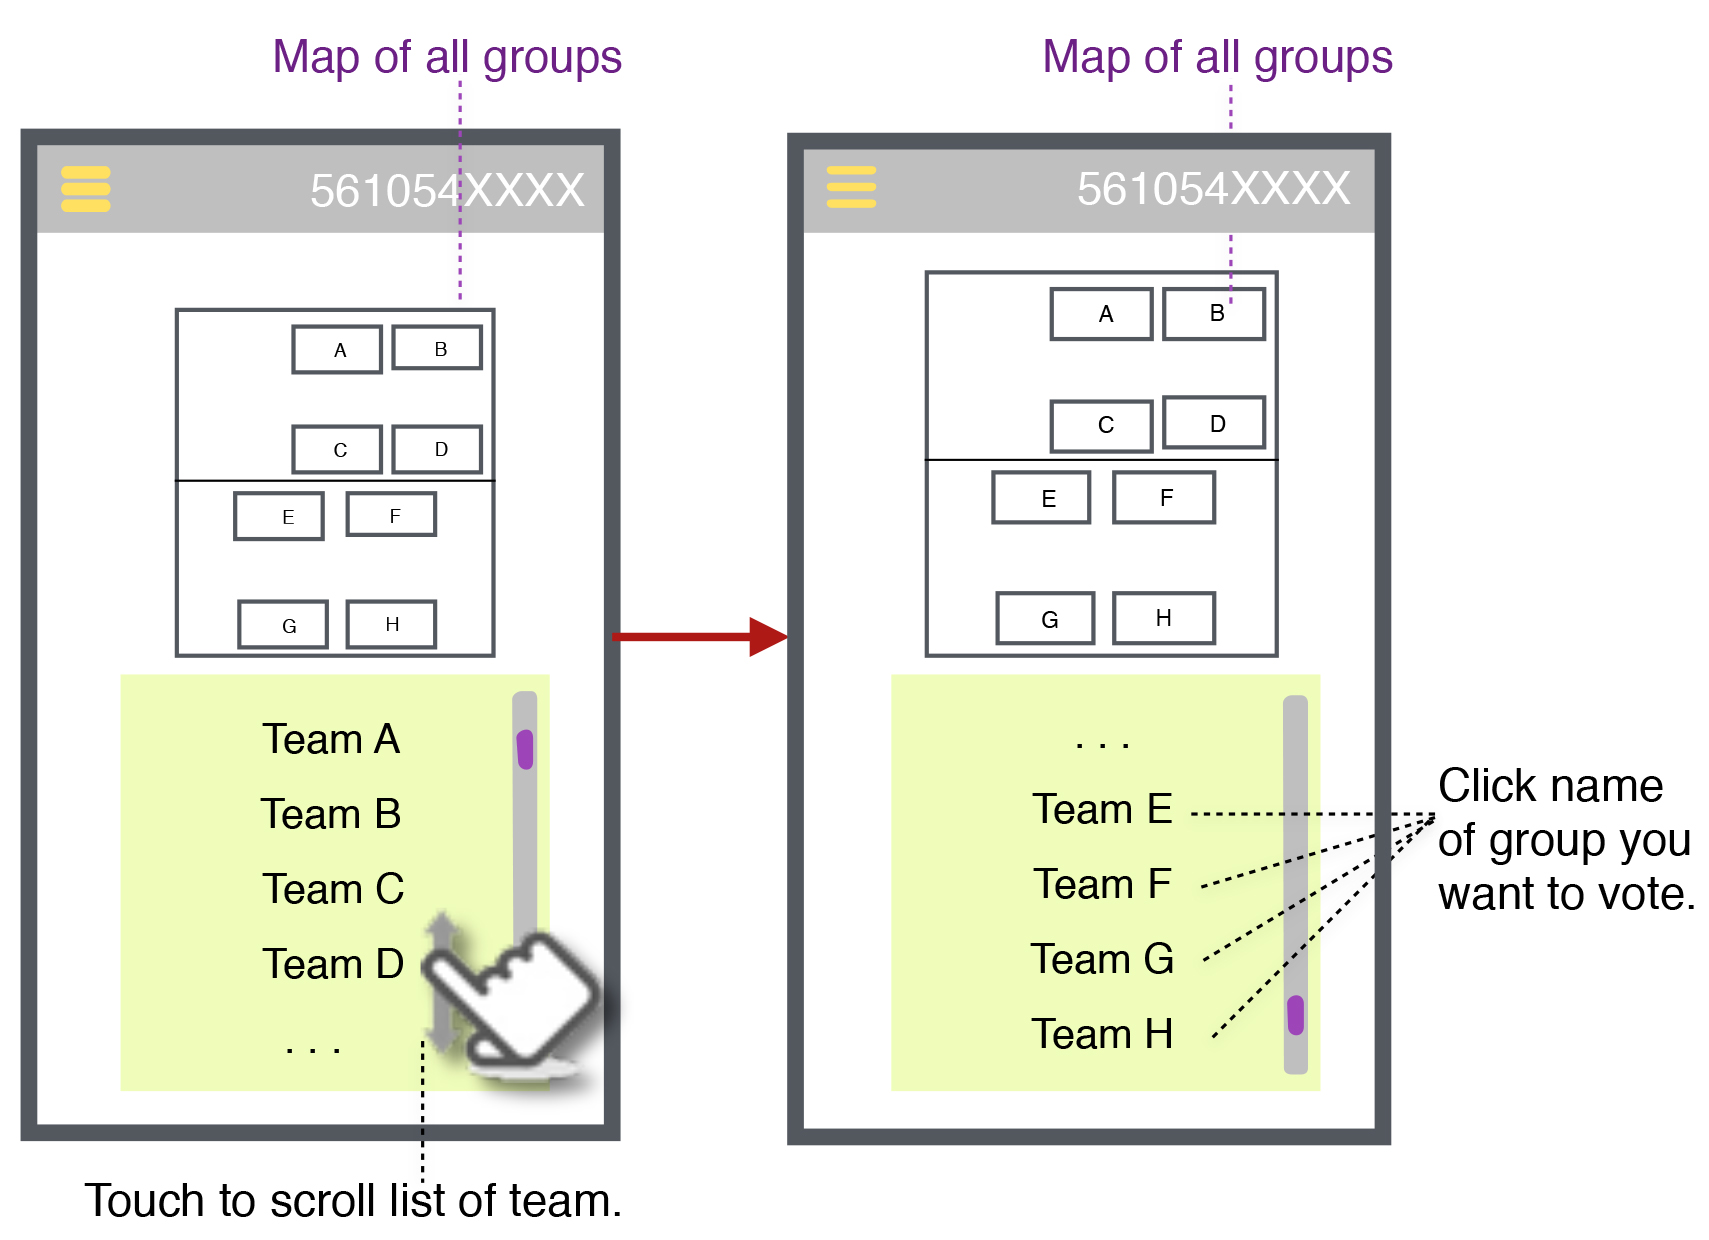 Map of all groups
561054XXXX
A
B
C
D
E
F
G
H
Team A
Team B
Team C
Team D
. . .
Touch to scroll list of team.
Map of all groups
561054XXXX
A
B
C
D
E
F
G
H
. . .
Team E
Team F
Team G
Team H
Click name
of group you
want to vote.